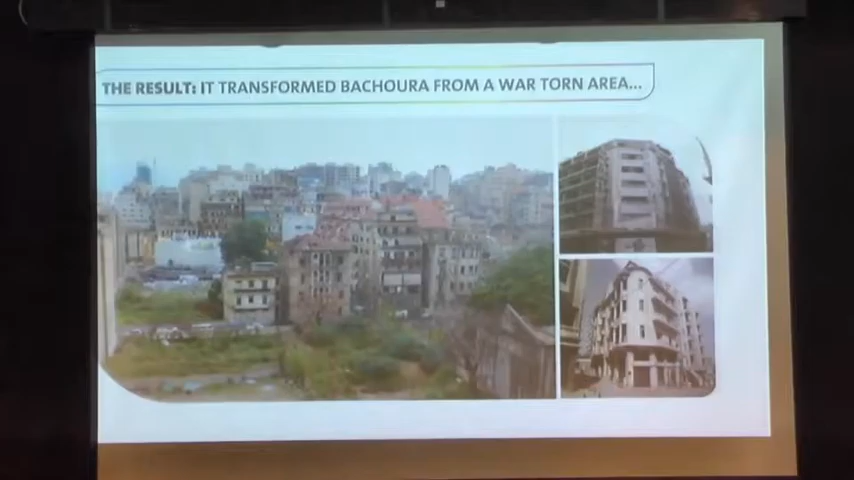 THE RESULT: IT TRANSFORMED BACHOURA FROM A WAR TORN AREA...